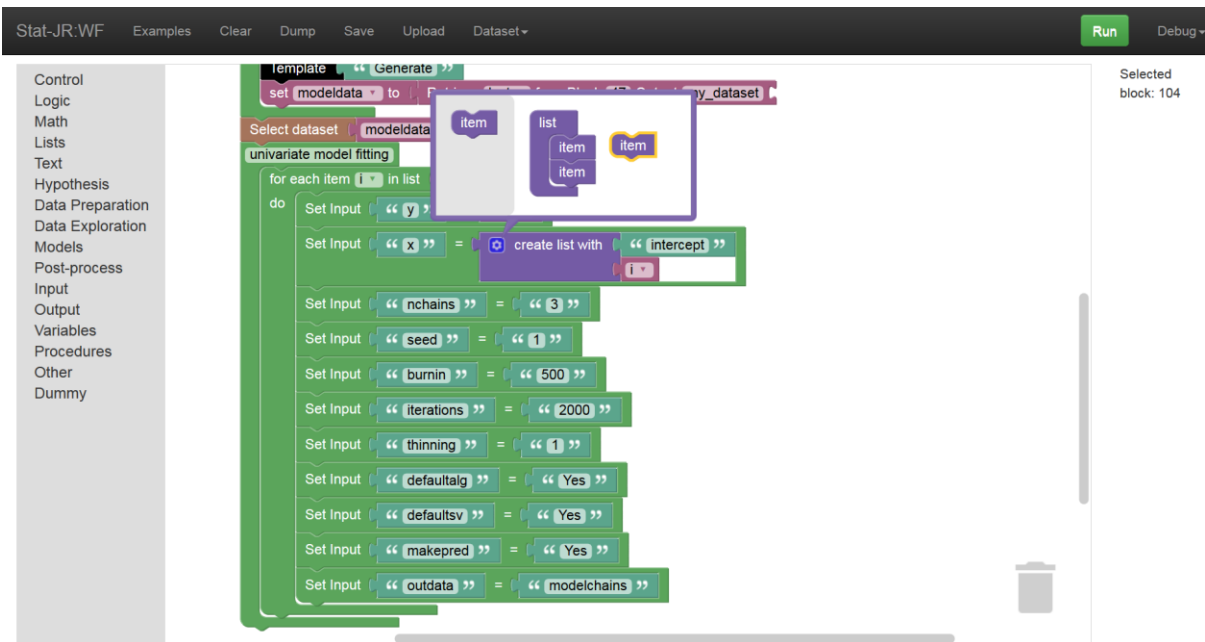 Stat-JR:WF Examples Clear Dump Save Upload Dataset Run Debug
Control
Logic
Math
Lists
Text
Hypothesis
Data Preparation
Data Exploration
Models
Post-process
Input
Output
Variables
Procedures
Other
Dummy
Template “ Generate ”
set modeldata to y_dataset
Select dataset modeldata
univariate model fitting
for each item i in list
do Set Input “ y ”
item list
item item
item
Set Input “ x ” = create list with “ intercept ”
i
Set Input “ nchains ” = “ 3 ”
Set Input “ seed ” = “ 1 ”
Set Input “ burnin ” = “ 500 ”
Set Input “ iterations ” = “ 2000 ”
Set Input “ thinning ” = “ 1 ”
Set Input “ defaultalg ” = “ Yes ”
Set Input “ defaultsv ” = “ Yes ”
Set Input “ makepred ” = “ Yes ”
Set Input “ outdata ” = “ modelchains ”
Selected
block: 104